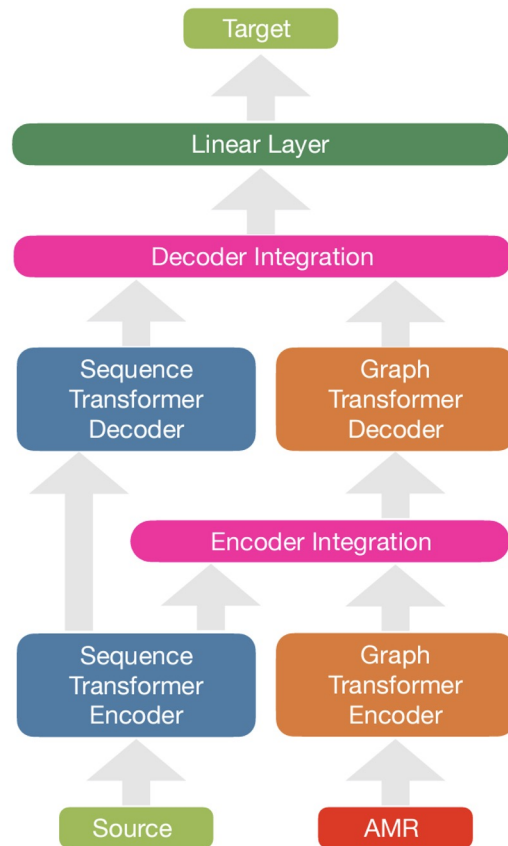 Target
Linear Layer
Decoder Integration
Sequence
Transformer
Decoder
Graph
Transformer
Decoder
Encoder Integration
Sequence
Transformer
Encoder
Graph
Transformer
Encoder
Source
AMR